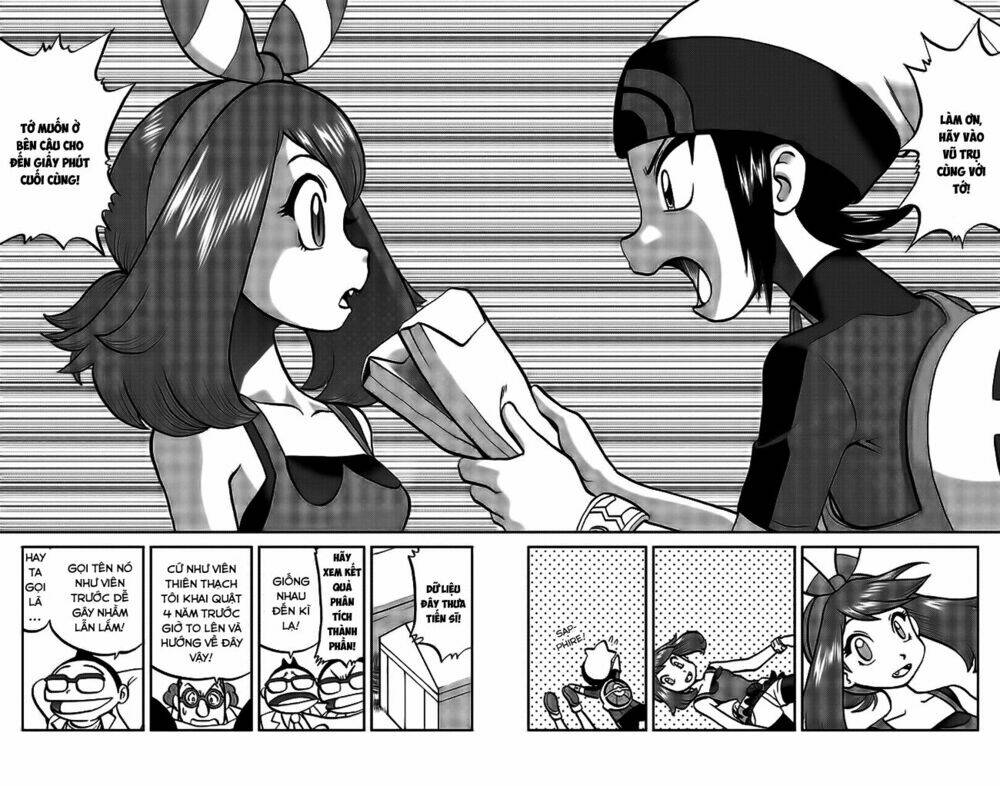 LÀM ƠN,
HÃY VÀO
VŨ TRỤ
CÙNG VỚI
TỚ!
TỚ MUỐN Ở
BÊN CẬU CHO
ĐẾN GIÂY PHÚT
CUỐI CÙNG!
SAP-
PHIRE!
DỮ LIỆU
ĐÂY THƯA
TIẾN SĨ!
HÃY
XEM KẾT
QUẢ
PHÂN
TÍCH
THÀNH
PHẦN!
GIỐNG
NHAU
ĐẾN KÌ
LẠ!
CỨ NHƯ VIÊN
THIÊN THẠCH
TÔI KHAI QUẬT
4 NĂM TRƯỚC
GIỜ TO LÊN VÀ
HƯỚNG VỀ ĐÂY
VẬY!
GỌI TÊN NÓ
NHƯ VIÊN
TRƯỚC DỄ
GÂY NHẦM
LẪN LẮM!
HAY
TA
GỌI
LÀ
...